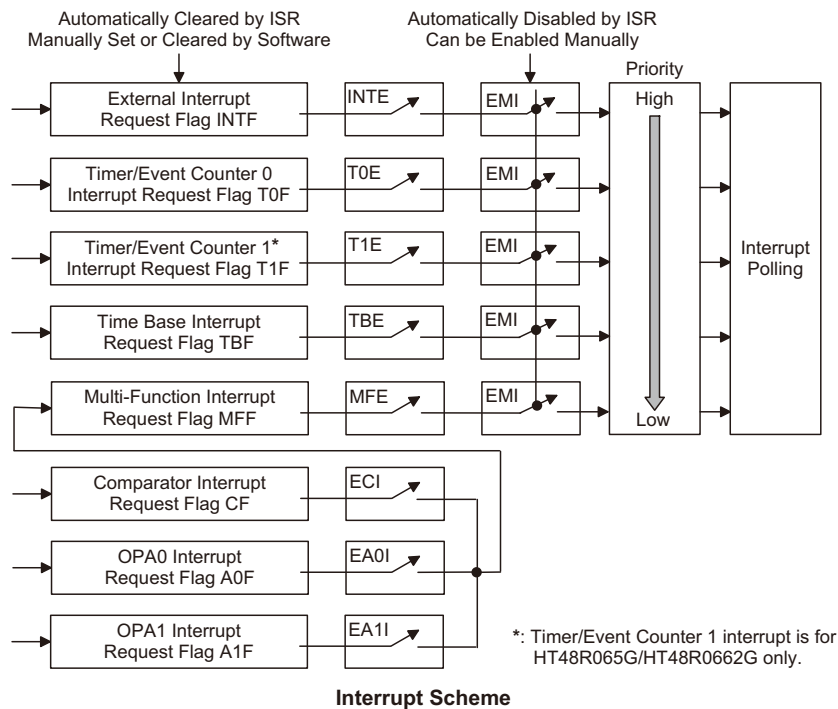 Automatically Cleared by ISR
Manually Set or Cleared by Software
Automatically Disabled by ISR
Can be Enabled Manually
Priority
External Interrupt
Request Flag INTF
INTE
EMI
High
Timer/Event Counter 0
Interrupt Request Flag T0F
T0E
EMI
Timer/Event Counter 1*
Interrupt Request Flag T1F
T1E
EMI
Interrupt
Polling
Time Base Interrupt
Request Flag TBF
TBE
EMI
Multi-Function Interrupt
Request Flag MFF
MFE
EMI
Low
Comparator Interrupt
Request Flag CF
ECI
OPA0 Interrupt
Request Flag A0F
EA0I
OPA1 Interrupt
Request Flag A1F
EA1I
*: Timer/Event Counter 1 interrupt is for
HT48R065G/HT48R0662G only.
Interrupt Scheme